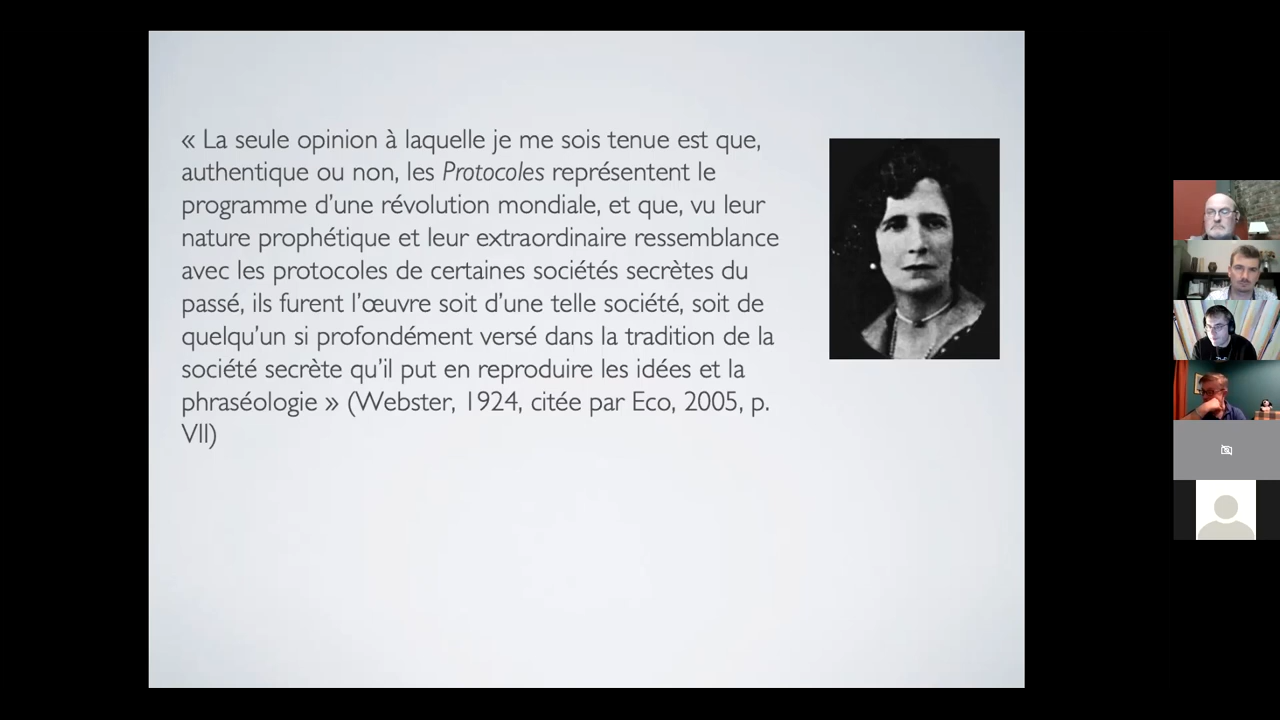 « La seule opinion à laquelle je me sois tenue est que,
authentique ou non, les Protocoles représentent le
programme d’une révolution mondiale, et que, vu leur
nature prophétique et leur extraordinaire ressemblance
avec les protocoles de certaines sociétés secrètes du
passé, ils furent l’œuvre soit d’une telle société, soit de
quelqu’un si profondément versé dans la tradition de la
société secrète qu’il put en reproduire les idées et la
phraséologie » (Webster, 1924, citée par Eco, 2005, p.
VII)